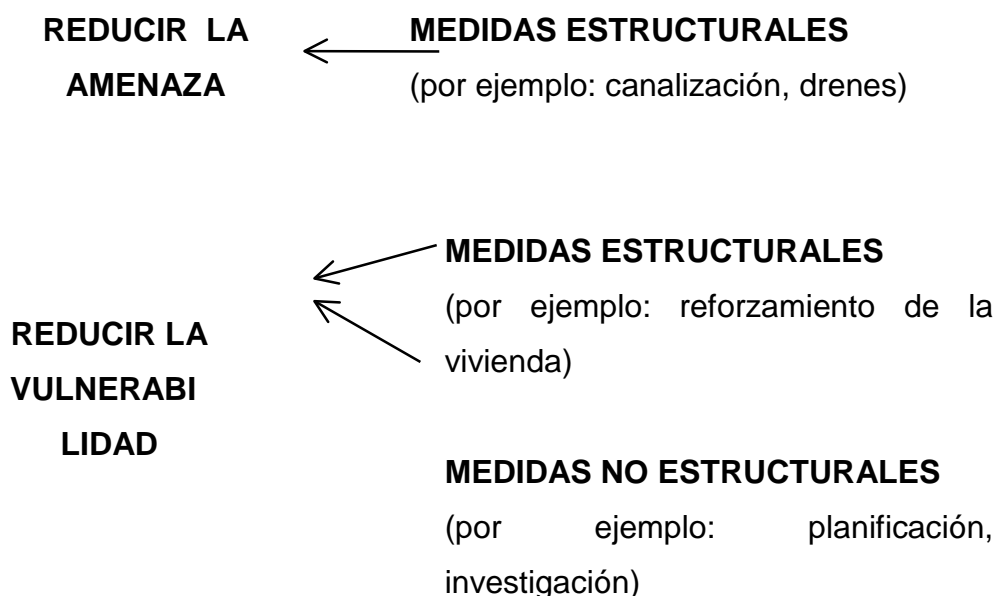 REDUCIR LA
AMENAZA
MEDIDAS ESTRUCTURALES
(por ejemplo: canalización, drenes)
REDUCIR LA
VULNERABI
LIDAD
MEDIDAS ESTRUCTURALES
(por ejemplo: reforzamiento de la
vivienda)
MEDIDAS NO ESTRUCTURALES
(por ejemplo: planificación,
investigación)